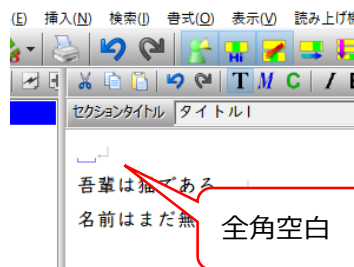 (E) 挿入(N) 検索(I) 書式(O) 表示(V) 読み上げ
T M C I
セクションタイトル タイトル1
吾輩は猫である
名前はまだ無
全角空白